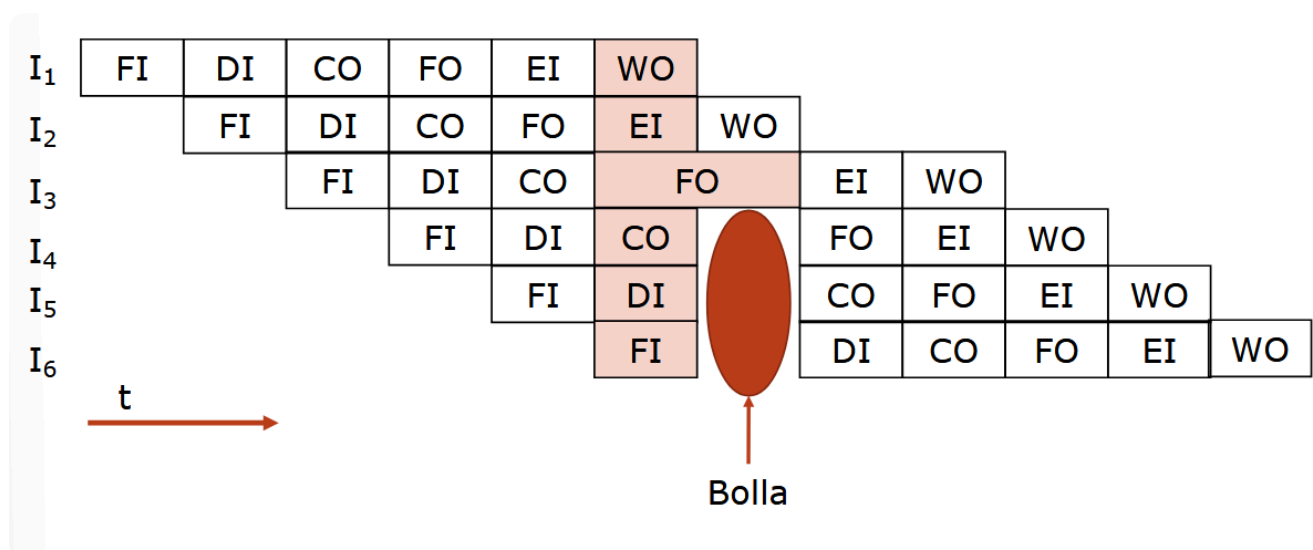 I₁ FI DI CO FO EI WO
I₂ FI DI CO FO EI WO
I₃ FI DI CO FO EI WO
I₄ FI DI CO FO EI WO
I₅ FI DI CO FO EI WO
I₆ FI DI CO FO EI WO
t
Bolla